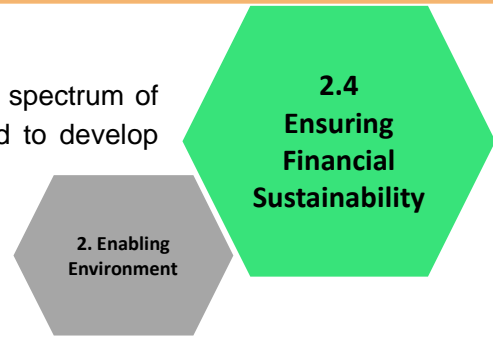 spectrum of
d to develop
2.4
Ensuring
Financial
Sustainability
2. Enabling
Environment